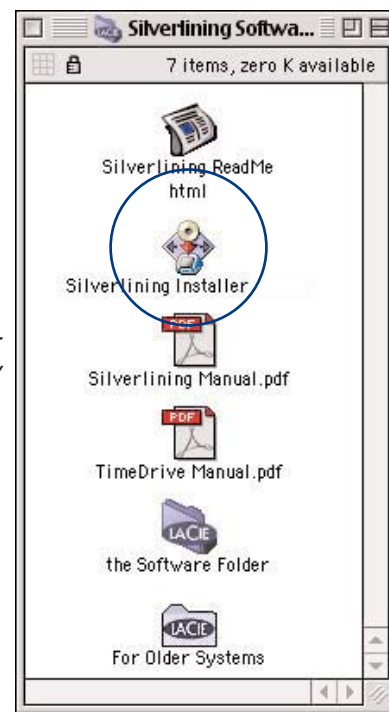 Silverlining Softwa...
7 items, zero K available
Silverlining ReadMe
html
Silverlining Installer
PDF
Silverlining Manual.pdf
PDF
TimeDrive Manual.pdf
LACIE
the Software Folder
LACIE
For Older Systems